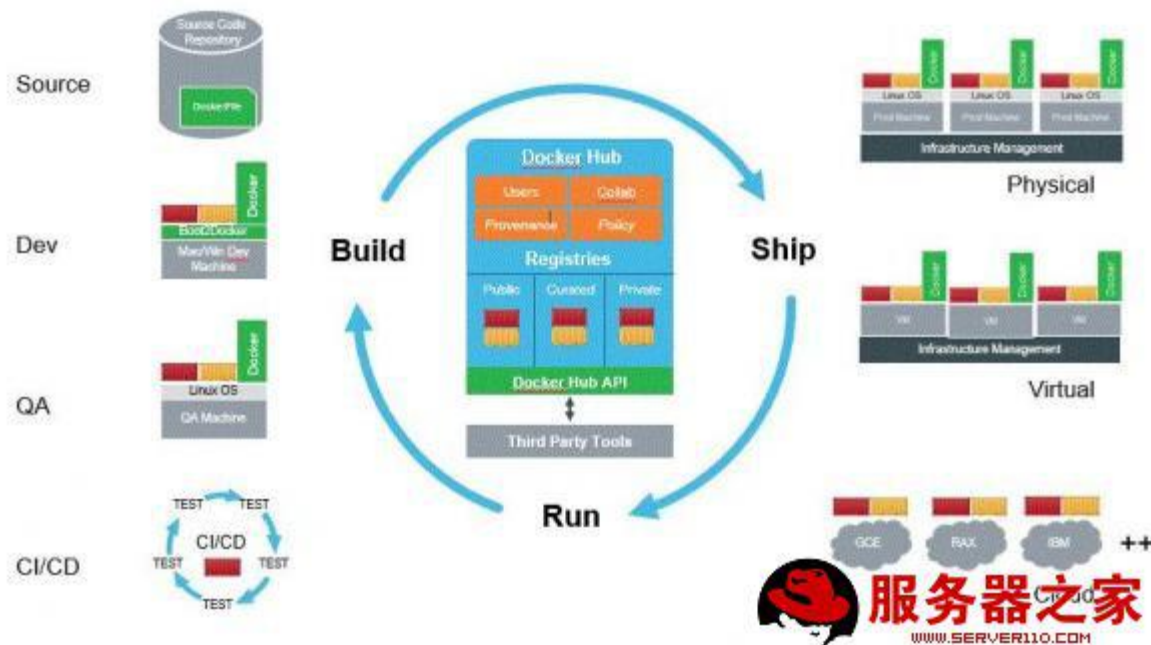 Source
Source Code
Repository
DockerFile
Dev
Docker
Boot2Docker
Mac/Win Dev
Machine
QA
Docker
Linux OS
QA Machine
CI/CD
TEST
TEST
CI/CD
TEST
TEST
TEST
Build
Docker Hub
Users
Collab
Provenance
Policy
Registries
Public
Curated
Private
Docker Hub API
Third Party Tools
Ship
Run
Docker
Docker
Docker
Linux OS
Linux OS
Linux OS
Prod Machine
Prod Machine
Prod Machine
Infrastructure Management
Physical
Docker
Docker
Docker
VM
VM
VM
Infrastructure Management
Virtual
GCE
RAX
IBM
++
Cloud
服务器之家
WWW.SERVER110.COM